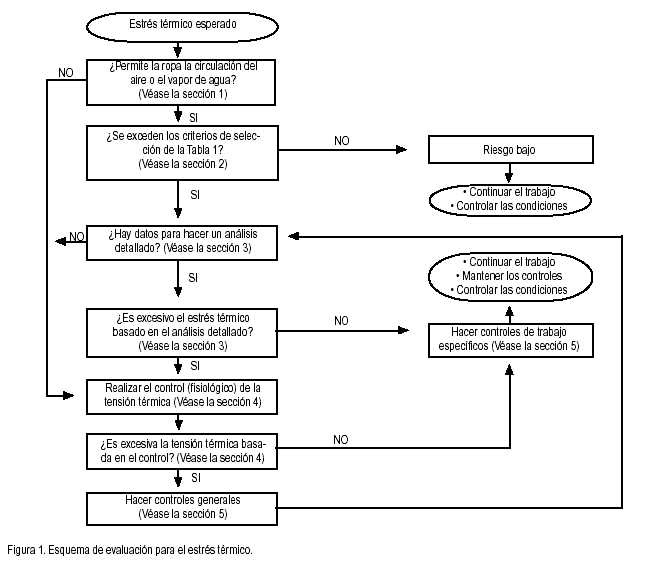 Estrés térmico esperado
NO
¿Permite la ropa la circulación del
aire o el vapor de agua?
(Véase la sección 1)
SI
¿Se exceden los criterios de selec-
ción de la Tabla 1?
(Véase la sección 2)
NO
Riesgo bajo
SI
• Continuar el trabajo
• Controlar las condiciones
NO
¿Hay datos para hacer un análisis
detallado? (Véase la sección 3)
SI
• Continuar el trabajo
• Mantener los controles
• Controlar las condiciones
¿Es excesivo el estrés térmico
basado en el análisis detallado?
(Véase la sección 3)
NO
Hacer controles de trabajo
específicos (Véase la sección 5)
SI
Realizar el control (fisiológico) de la
tensión térmica (Véase la sección 4)
¿Es excesiva la tensión térmica basa-
da en el control? (Véase la sección 4)
NO
SI
Hacer controles generales
(Véase la sección 5)
Figura 1. Esquema de evaluación para el estrés térmico.